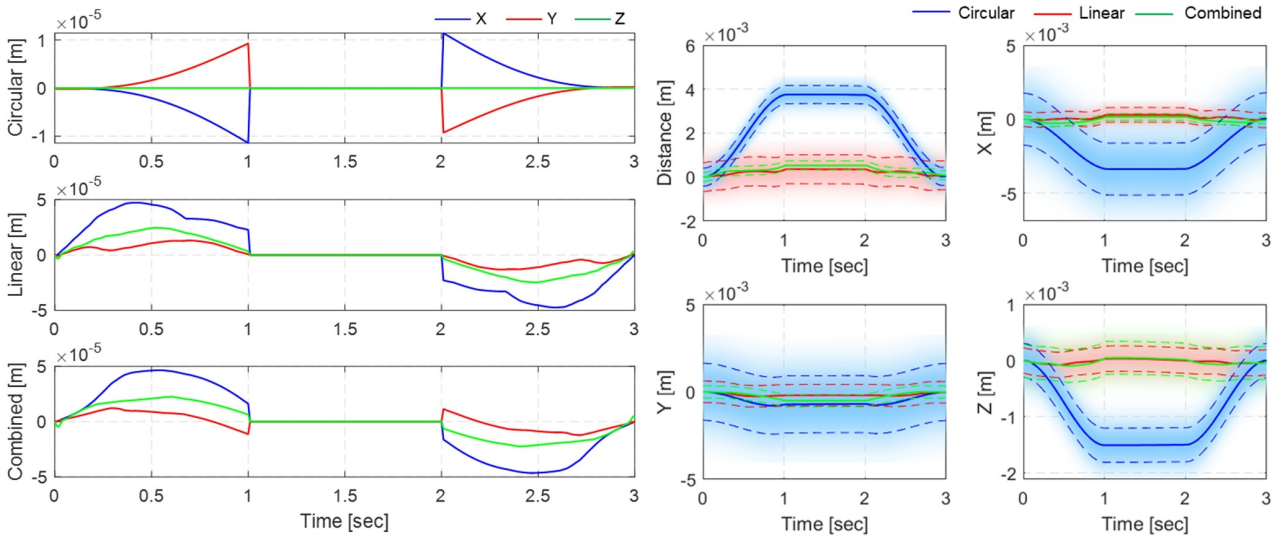 X Y Z
×10⁻⁵
1
0
-1
Circular [m]
0 0.5 1 1.5 2 2.5 3
×10⁻⁵
5
0
-5
Linear [m]
0 0.5 1 1.5 2 2.5 3
×10⁻⁵
5
0
-5
Combined [m]
0 0.5 1 1.5 2 2.5 3
Time [sec]
Circular Linear Combined
×10⁻³
6
4
2
0
-2
Distance [m]
0 1 2 3
Time [sec]
×10⁻³
5
0
-5
X [m]
0 1 2 3
Time [sec]
×10⁻³
5
0
-5
Y [m]
0 1 2 3
Time [sec]
×10⁻³
1
0
-1
-2
Z [m]
0 1 2 3
Time [sec]